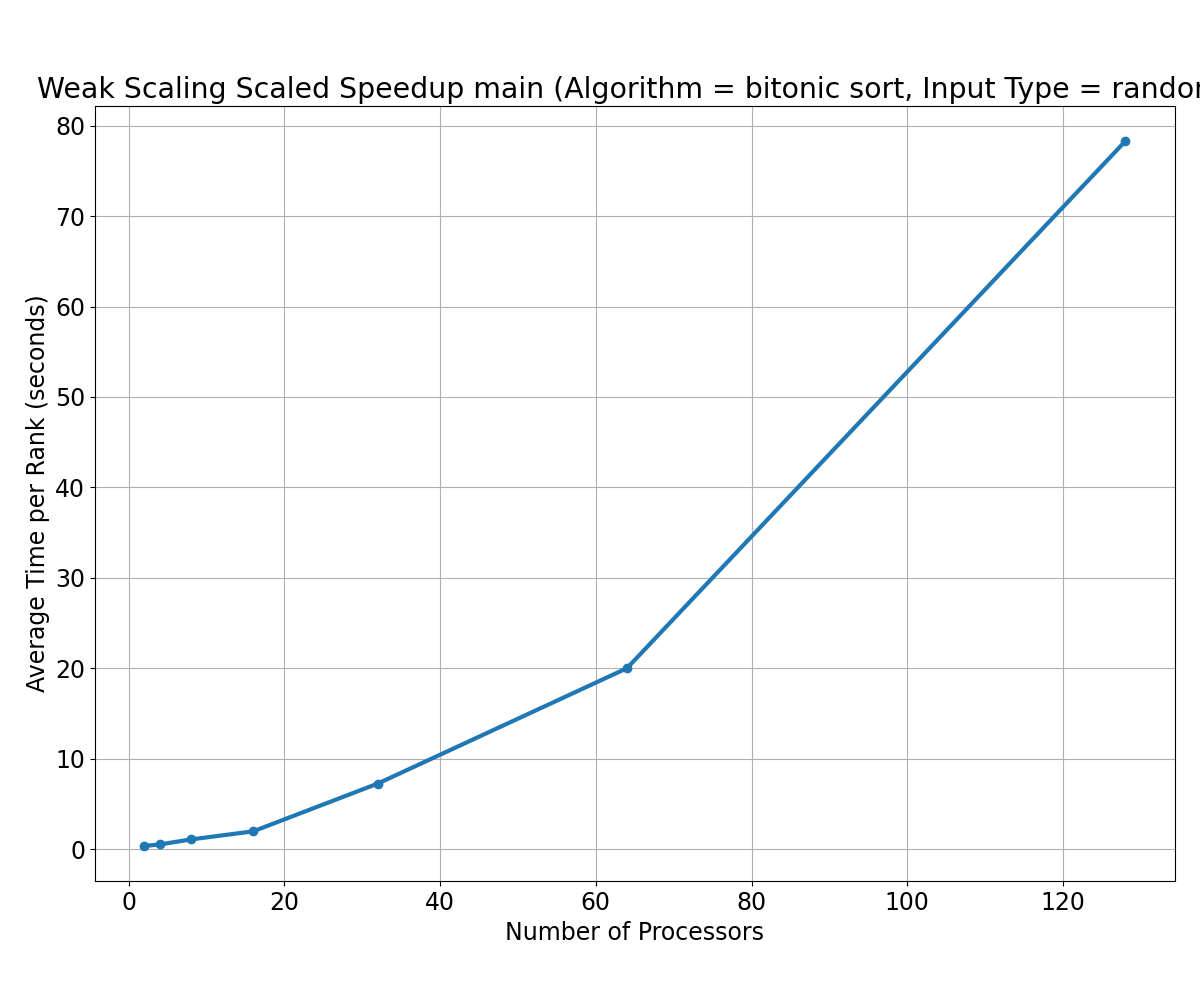 Weak Scaling Scaled Speedup main (Algorithm = bitonic sort, Input Type =
80
70
60
50
40
30
20
10
0
Average Time per Rank (seconds)
0 20 40 60 80 100 120
Number of Processors